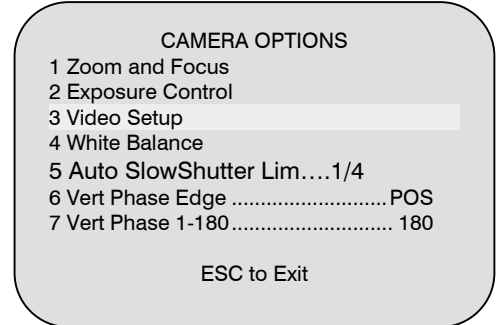 CAMERA OPTIONS
1 Zoom and Focus
2 Exposure Control
3 Video Setup
4 White Balance
5 Auto SlowShutter Lim....1/4
6 Vert Phase Edge ...........................POS
7 Vert Phase 1-180............................ 180
ESC to Exit